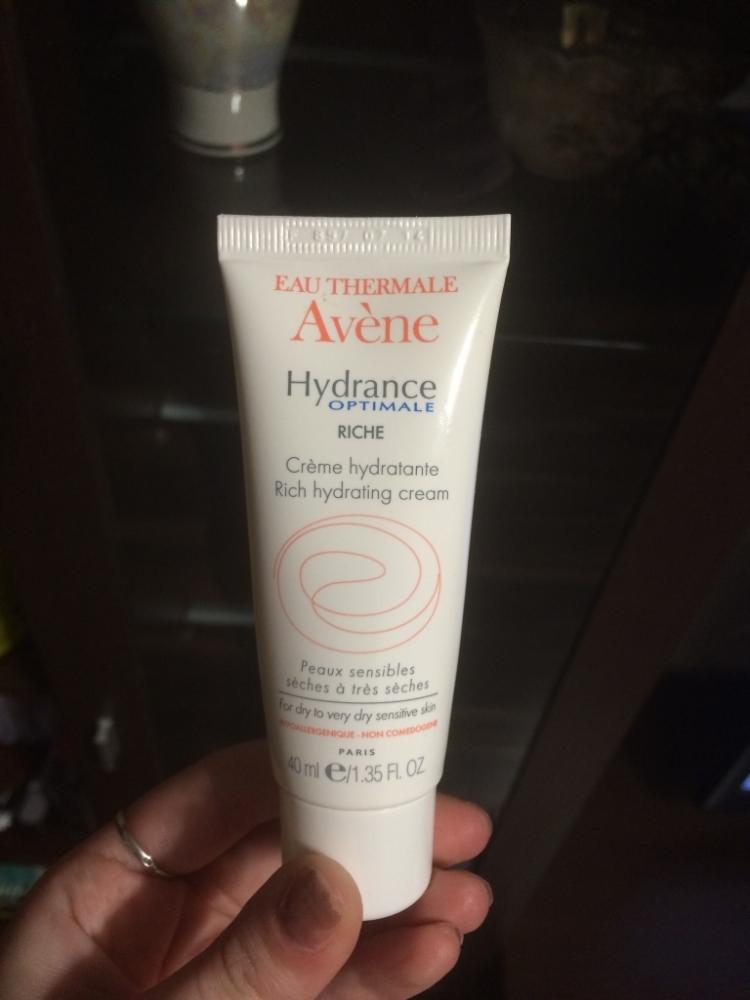 EAU THERMALE
Avène
Hydrance
OPTIMALE
RICHE
Crème hydratante
Rich hydrating cream
Peaux sensibles
sèches à très sèches
For dry to very dry sensitive skin
HYPOALLERGENIQUE - NON COMEDOGENE
PARIS
40 ml e/1.35 Fl. OZ.